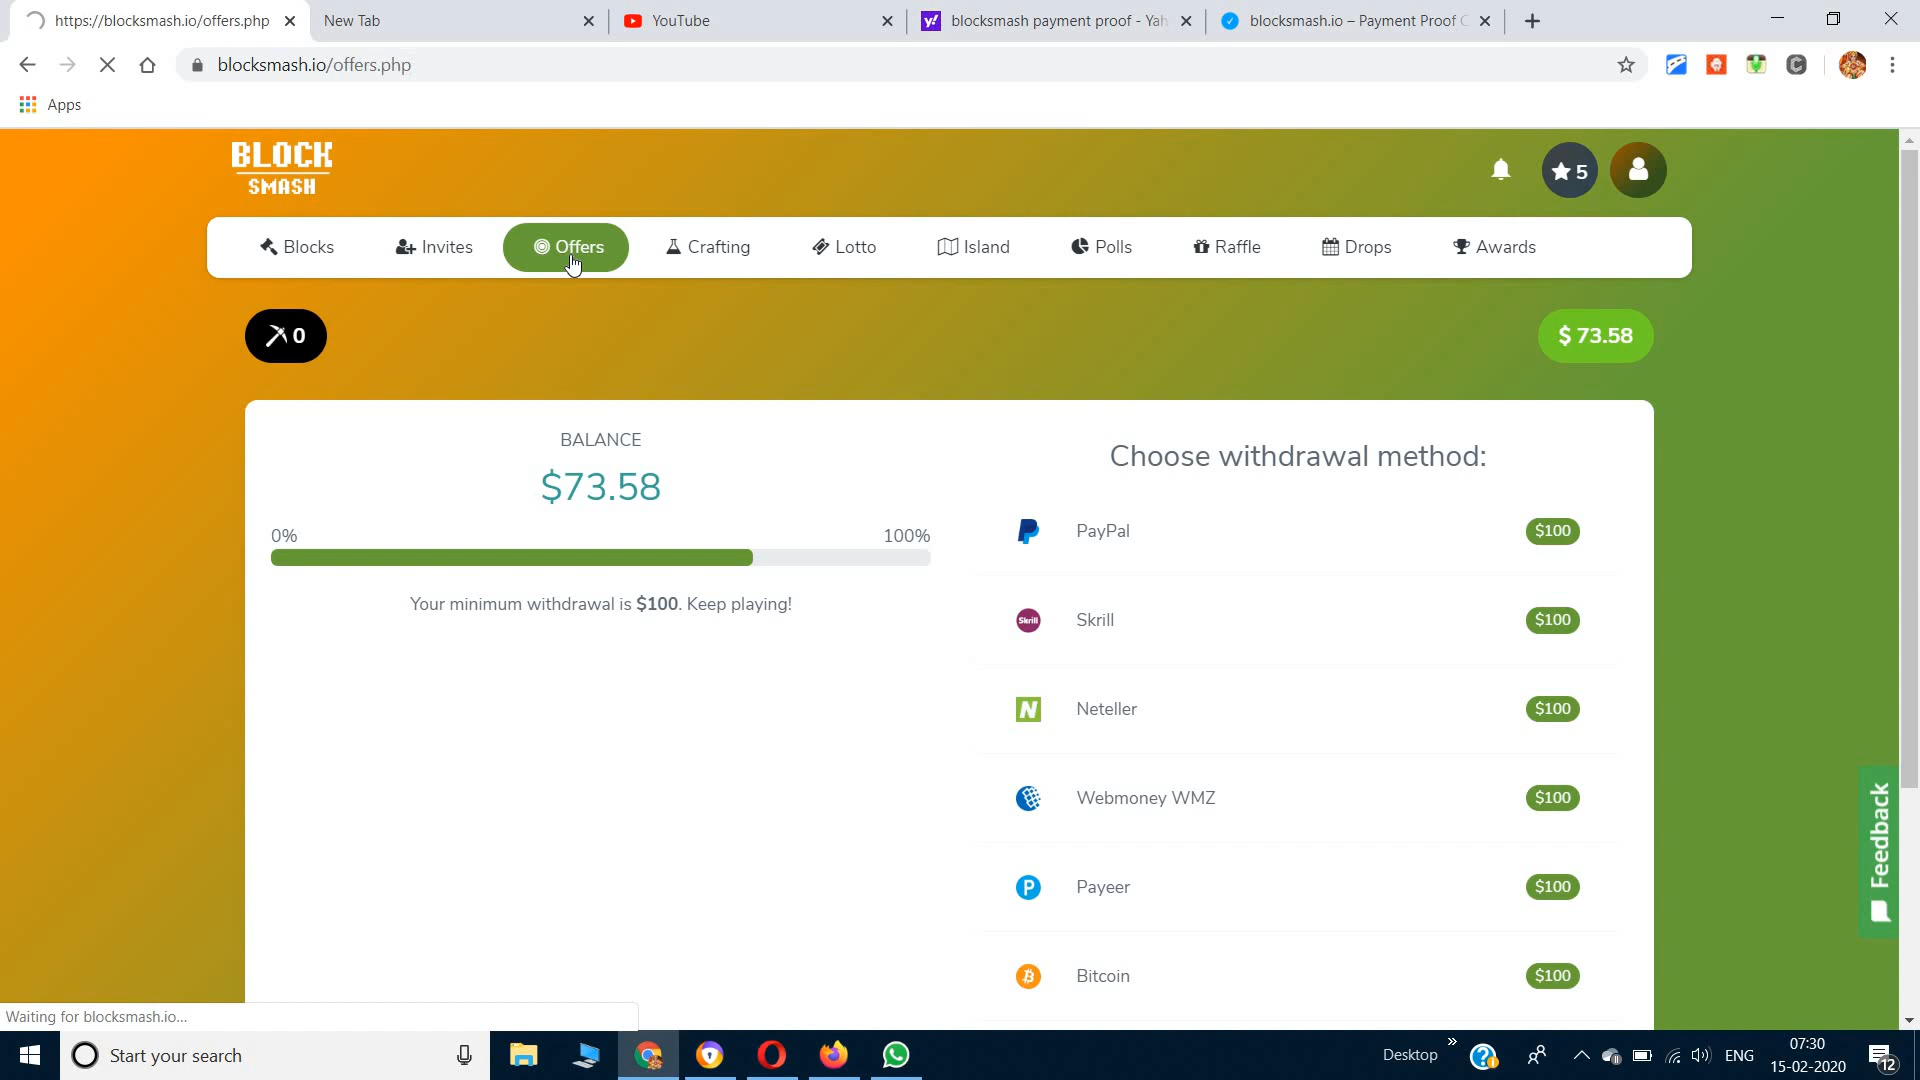 https://blocksmash.io/offers.php
New Tab
YouTube
blocksmash payment proof - Yah
blocksmash.io – Payment Proof
blocksmash.io/offers.php
Apps
BLOCK
SMASH
5
Blocks
Invites
Offers
Crafting
Lotto
Island
Polls
Raffle
Drops
Awards
0
$ 73.58
BALANCE
$73.58
0%
100%
Your minimum withdrawal is $100. Keep playing!
Choose withdrawal method:
PayPal
$100
Skrill
Skrill
$100
Neteller
$100
Webmoney WMZ
$100
Payeer
$100
Bitcoin
$100
Feedback
Waiting for blocksmash.io...
Start your search
Desktop
ENG
07:30
15-02-2020
12